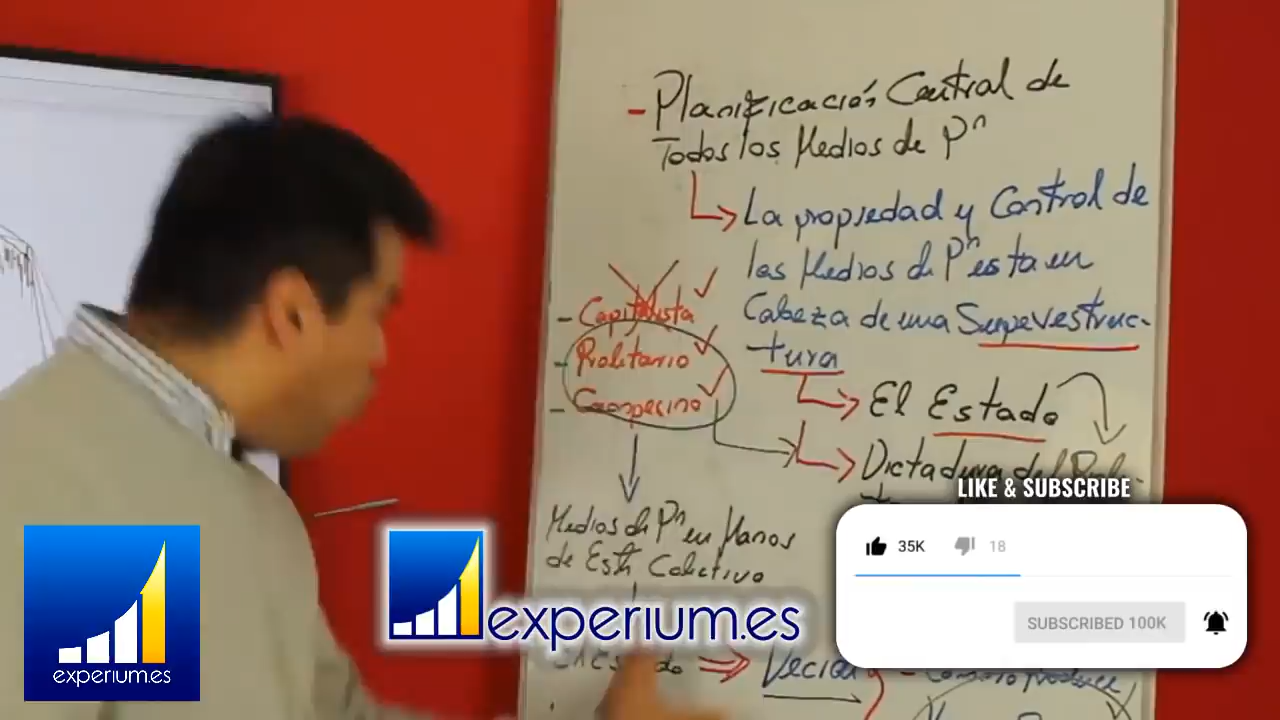 - Planificación Central de
Todos los Medios de Pⁿ
La propiedad y Control de
los Medios de Pⁿ esta en
Cabeza de una Superestruc-
tura
- Capitalista
- Proletario
- Campesino
El Estado
Dictadura del
Medios de Pⁿ en Manos
de Este Colectivo
LIKE & SUBSCRIBE
35K
18
SUBSCRIBED 100K
experium.es
experium.es